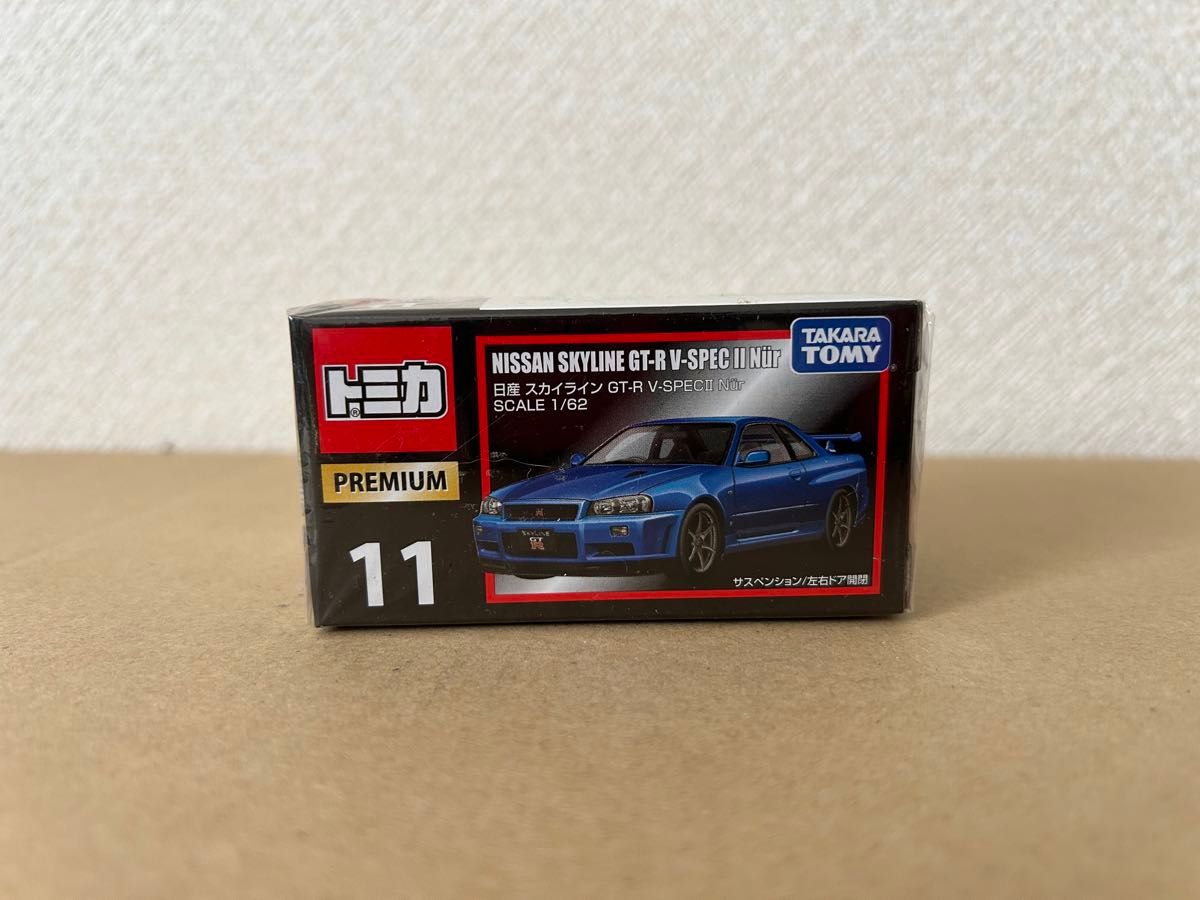 トミカ®
PREMIUM
11
NISSAN SKYLINE GT-R V-SPEC II Nür
日産 スカイライン GT-R V-SPECⅡ Nür
SCALE 1/62
TAKARA
TOMY
SKYLINE
GT
R
サスペンション/左右ドア開閉